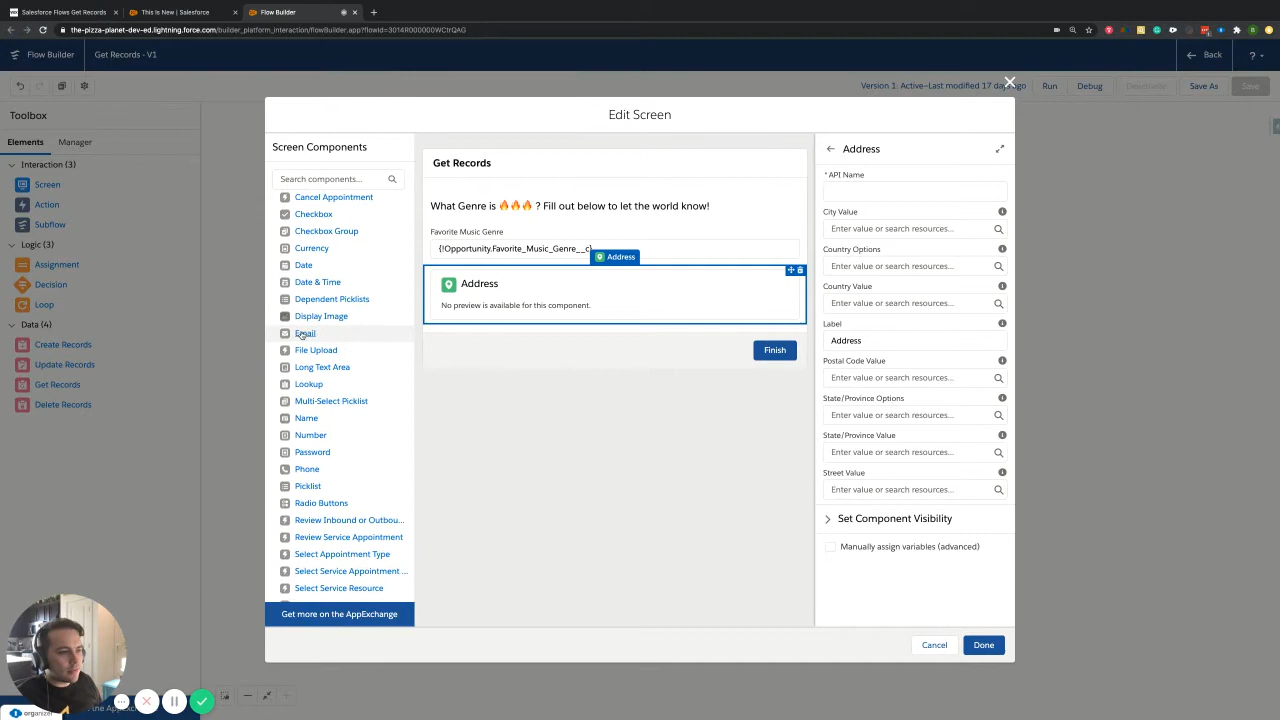 Salesforce Flows Get Records
This Is New | Salesforce
Flow Builder
the-pizza-planet-dev-ed.lightning.force.com/builder_platform_interaction/flowBuilder.app?flowId=3014R000000WCtrQAG
Flow Builder
Get Records - V1
Back
?
Version 1: Active–Last modified 17 days ago
Run
Debug
Deactivate
Save As
Save
Toolbox
Elements
Manager
Interaction (3)
Screen
Action
Subflow
Logic (3)
Assignment
Decision
Loop
Data (4)
Create Records
Update Records
Get Records
Delete Records
Edit Screen
Screen Components
Search components...
Cancel Appointment
Checkbox
Checkbox Group
Currency
Date
Date & Time
Dependent Picklists
Display Image
Email
File Upload
Long Text Area
Lookup
Multi-Select Picklist
Name
Number
Password
Phone
Picklist
Radio Buttons
Review Inbound or Outbou...
Review Service Appointment
Select Appointment Type
Select Service Appointment ...
Select Service Resource
Get more on the AppExchange
Get Records
What Genre is 🔥🔥🔥 ? Fill out below to let the world know!
Favorite Music Genre
{!Opportunity.Favorite_Music_Genre__c}
Address
Address
No preview is available for this component.
Finish
Address
* API Name
City Value
Enter value or search resources...
Country Options
Enter value or search resources...
Country Value
Enter value or search resources...
Label
Address
Postal Code Value
Enter value or search resources...
State/Province Options
Enter value or search resources...
State/Province Value
Enter value or search resources...
Street Value
Enter value or search resources...
Set Component Visibility
Manually assign variables (advanced)
Cancel
Done
organizer